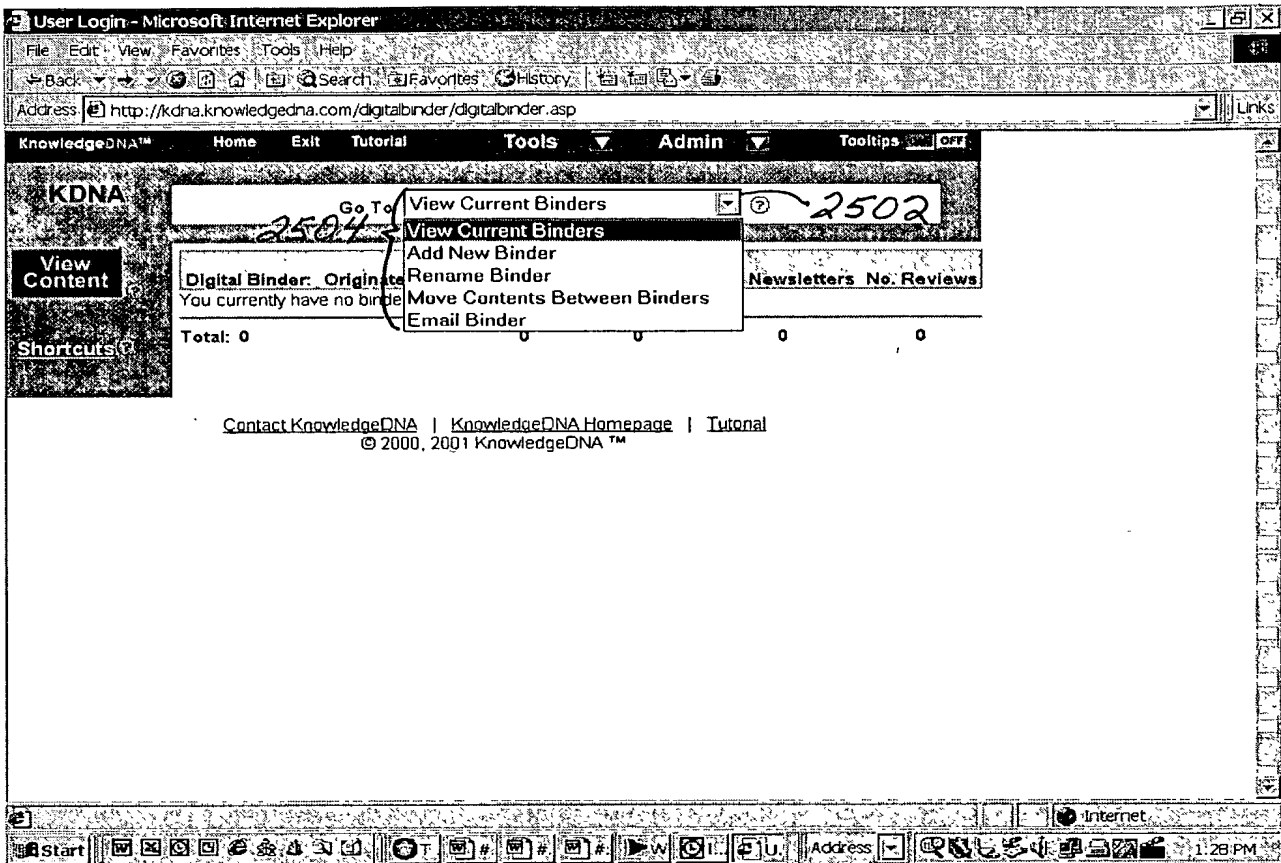 User Login - Microsoft Internet Explorer
File Edit View Favorites Tools Help
Back Search Favorites History
Address http://kdna.knowledgedna.com/digitalbinder/digitalbinder.asp Links
KnowledgeDNA™ Home Exit Tutorial Tools Admin Tooltips OFF
KDNA
Go To View Current Binders ? 2502
2504 View Current Binders
Add New Binder
Rename Binder
Move Contents Between Binders
Email Binder
View Content
Digital Binder: Originate Newsletters No. Reviews
You currently have no binde
Total: 0 0 0 0 0
Shortcuts ?
Contact KnowledgeDNA | KnowledgeDNA Homepage | Tutorial
© 2000, 2001 KnowledgeDNA ™
Internet
Start T # # # W I... U. Address 1:28 PM